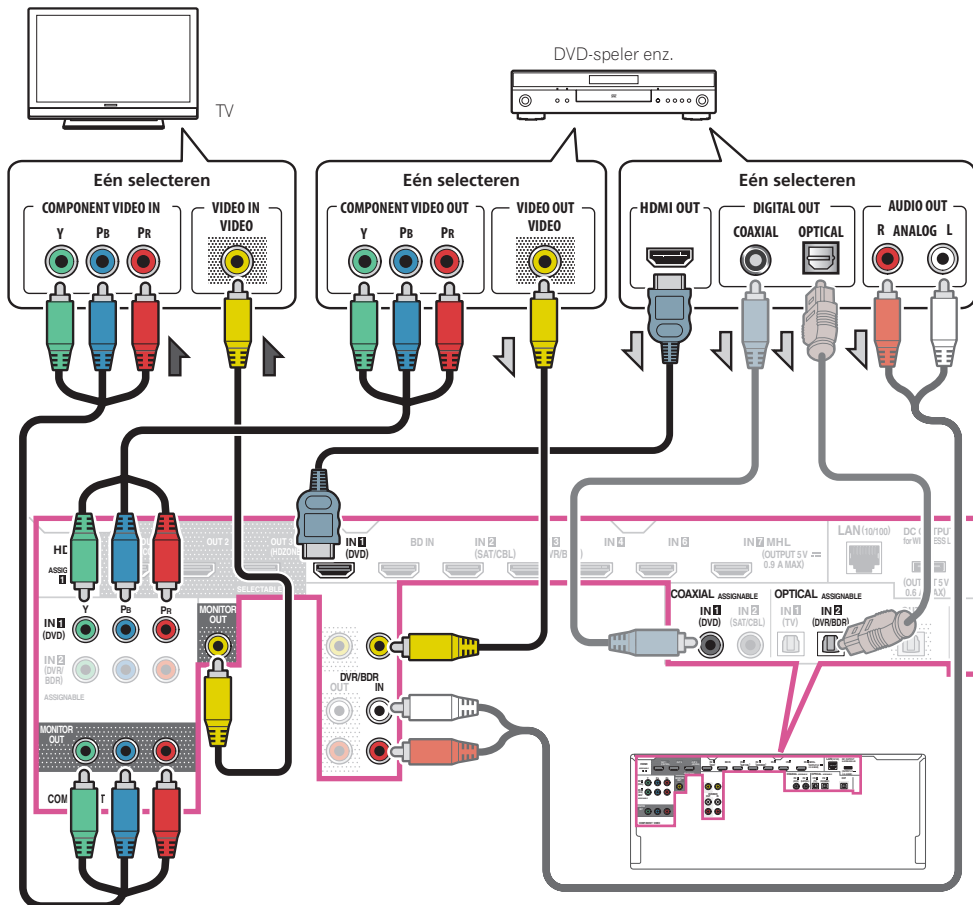 DVD-speler enz.
TV
Eén selecteren
COMPONENT VIDEO IN
Y PB PR
VIDEO IN
VIDEO
Eén selecteren
COMPONENT VIDEO OUT
Y PB PR
VIDEO OUT
VIDEO
Eén selecteren
HDMI OUT
DIGITAL OUT
COAXIAL OPTICAL
AUDIO OUT
R ANALOG L
OUT 2
OUT 3
(HDZONE)
SELECTABLE
IN 1
(DVD)
BD IN
IN 2
(SAT/CBL)
IN 4
IN 6
IN 7 MHL
(OUTPUT 5 V
0.9 A MAX)
LAN (10/100)
Y PB PR
IN 1
(DVD)
IN 2
(DVR/
BDR)
ASSIGNABLE
MONITOR
OUT
MONITOR
OUT
DVR/BDR
OUT IN
COAXIAL ASSIGNABLE
IN 1
(DVD)
IN 2
(SAT/CBL)
OPTICAL ASSIGNABLE
IN 1
(TV)
IN 2
(DVR/BDR)